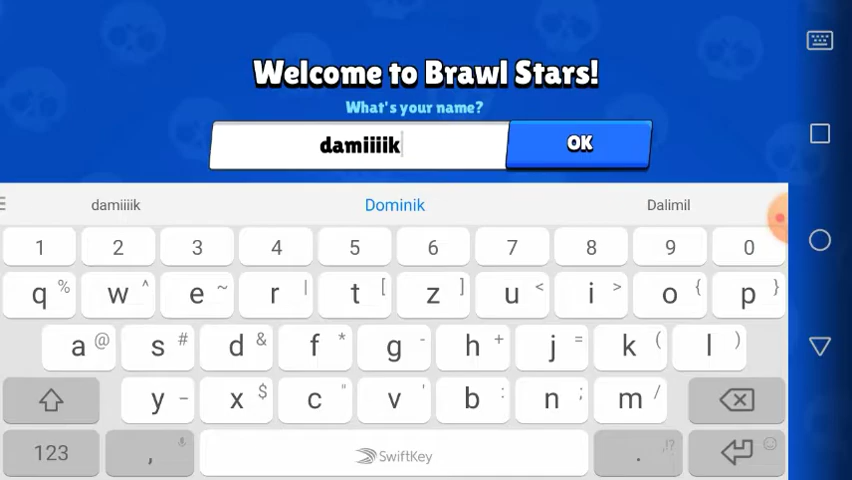 Welcome to Brawl Stars!
What's your name?
damiiiik OK
damiiiik Dominik Dalimil
1 2 3 4 5 6 7 8 9 0
q % w ^ e ~ r | t [ z ] u < i > o { p }
a @ s # d & f * g - h + j = k ( l )
y – x $ c " v ' b : n ; m /
123 , SwiftKey . ,!?